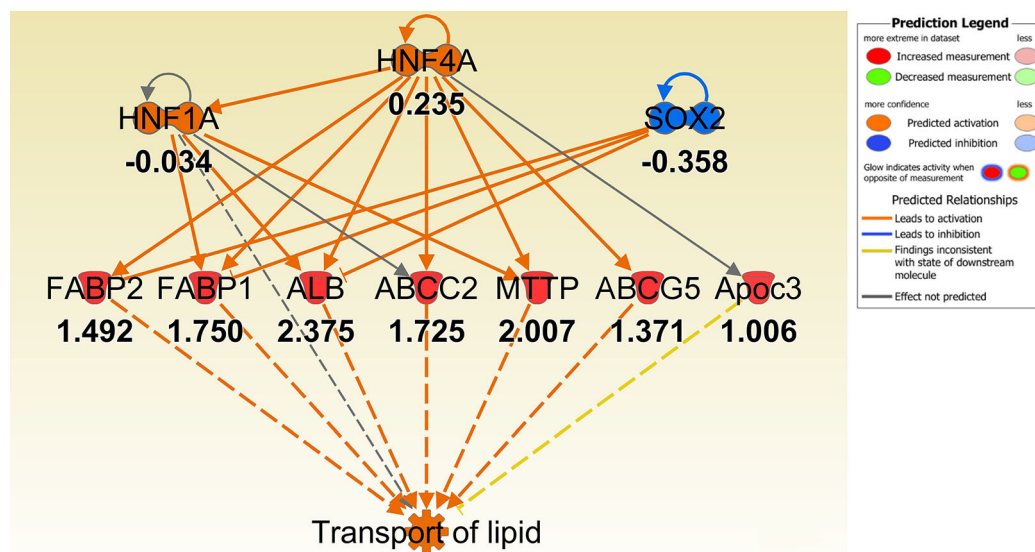 HNF4A
0.235
HNF1A
-0.034
SOX2
-0.358
FABP2 FABP1 ALB ABCC2 MTTP ABCG5 Apoc3
1.492 1.750 2.375 1.725 2.007 1.371 1.006
Transport of lipid
Prediction Legend
more extreme in dataset less
Increased measurement
Decreased measurement
more confidence less
Predicted activation
Predicted inhibition
Glow indicates activity when
opposite of measurement
Predicted Relationships
Leads to activation
Leads to inhibition
Findings inconsistent
with state of downstream
molecule
Effect not predicted